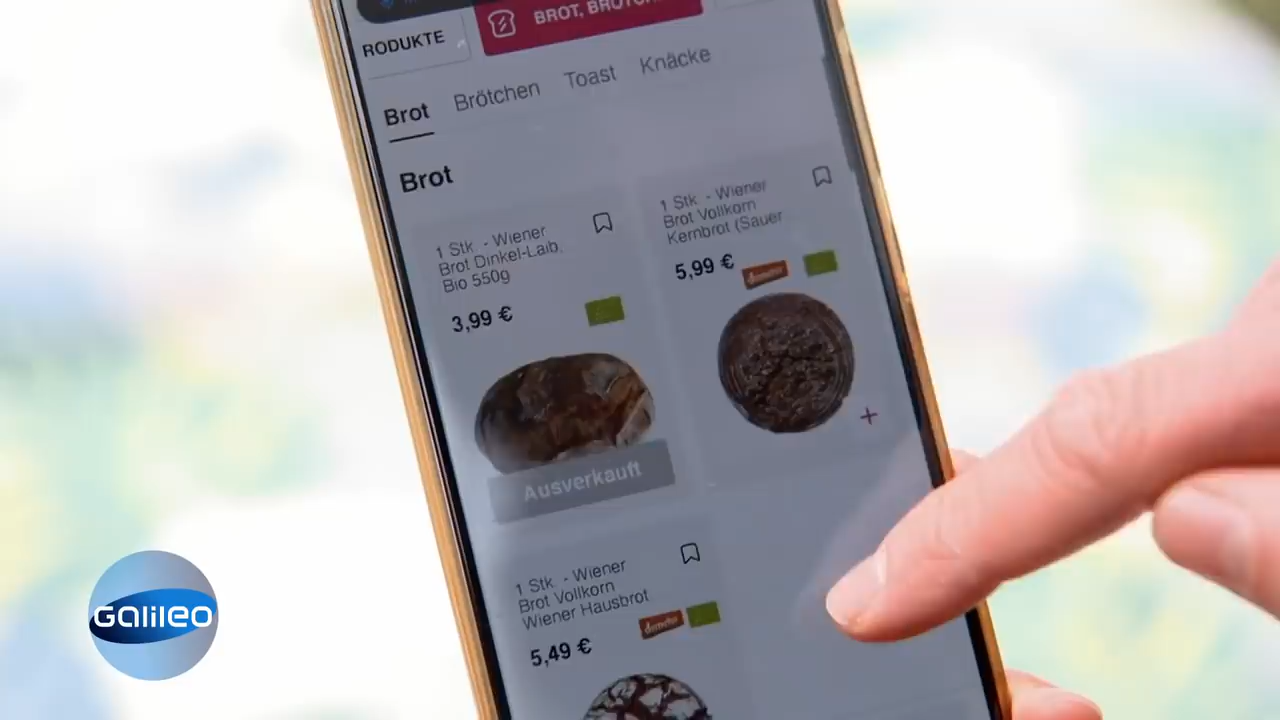 RODUKTE
BROT, BRÖTCH
Brot Brötchen Toast Knäcke
Brot
1 Stk. - Wiener
Brot Dinkel-Laib,
Bio 550g
3,99 €
Ausverkauft
1 Stk. - Wiener
Brot Vollkorn
Kernbrot (Sauer
5,99 €
demeter
1 Stk. - Wiener
Brot Vollkorn
Wiener Hausbrot
demeter
5,49 €
Galileo